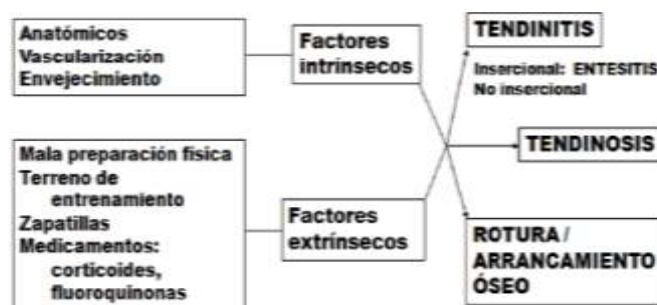 Anatómicos
Vascularización
Envejecimiento
Factores
intrínsecos
Mala preparación física
Terreno de
entrenamiento
Zapatillas
Medicamentos:
corticoides,
fluoroquinonas
Factores
extrínsecos
TENDINITIS
Insercional: ENTESITIS
No insercional
TENDINOSIS
ROTURA /
ARRANCAMIENTO
ÓSEO